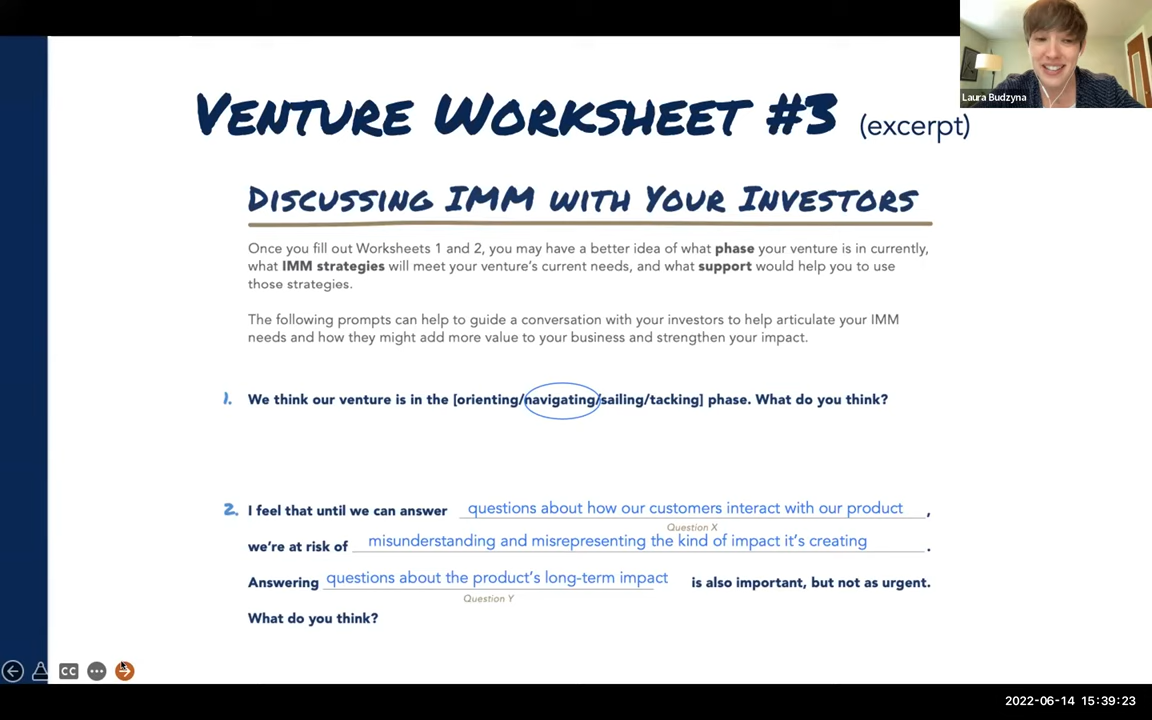 Laura Budzyna
VENTURE WORKSHEET #3 (excerpt)
DISCUSSING IMM WITH YOUR INVESTORS
Once you fill out Worksheets 1 and 2, you may have a better idea of what phase your venture is in currently,
what IMM strategies will meet your venture's current needs, and what support would help you to use
those strategies.
The following prompts can help to guide a conversation with your investors to help articulate your IMM
needs and how they might add more value to your business and strengthen your impact.
1. We think our venture is in the [orienting/navigating/sailing/tacking] phase. What do you think?
2. I feel that until we can answer questions about how our customers interact with our product ,
Question X
we're at risk of misunderstanding and misrepresenting the kind of impact it's creating .
Answering questions about the product's long-term impact is also important, but not as urgent.
Question Y
What do you think?
CC
2022-06-14 15:39:23